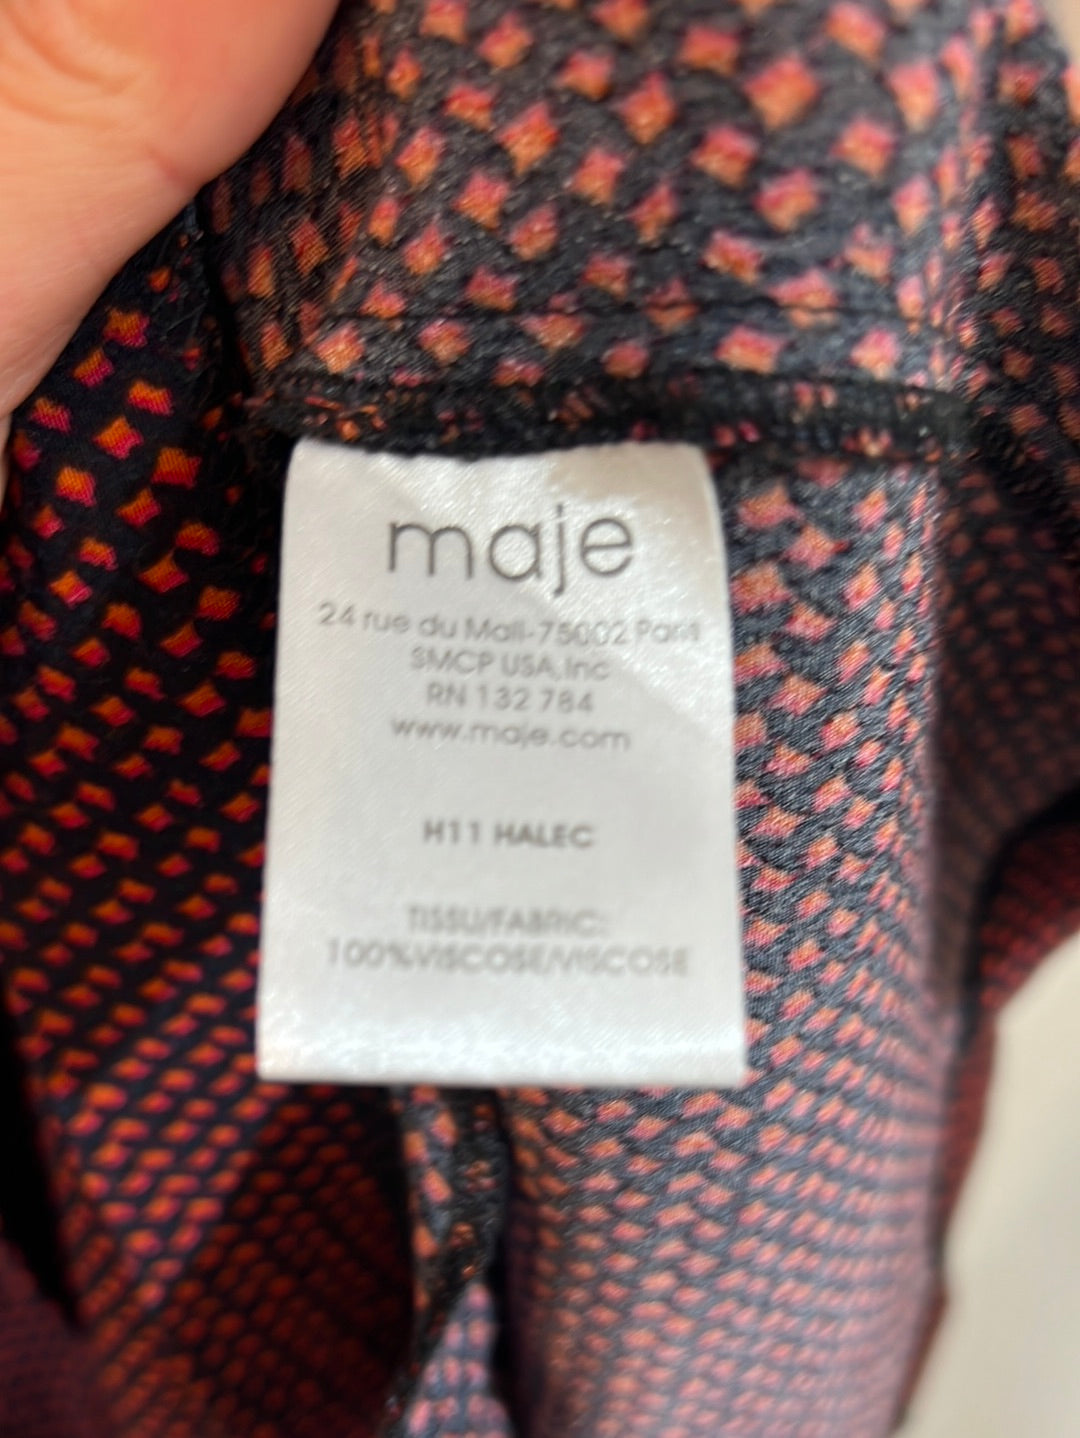 maje
24 rue du Mail-75002 Paris
SMCP USA, Inc
RN 132 784
www.maje.com
H11 HALEC
TISSU/FABRIC:
100%VISCOSE/VISCOSE